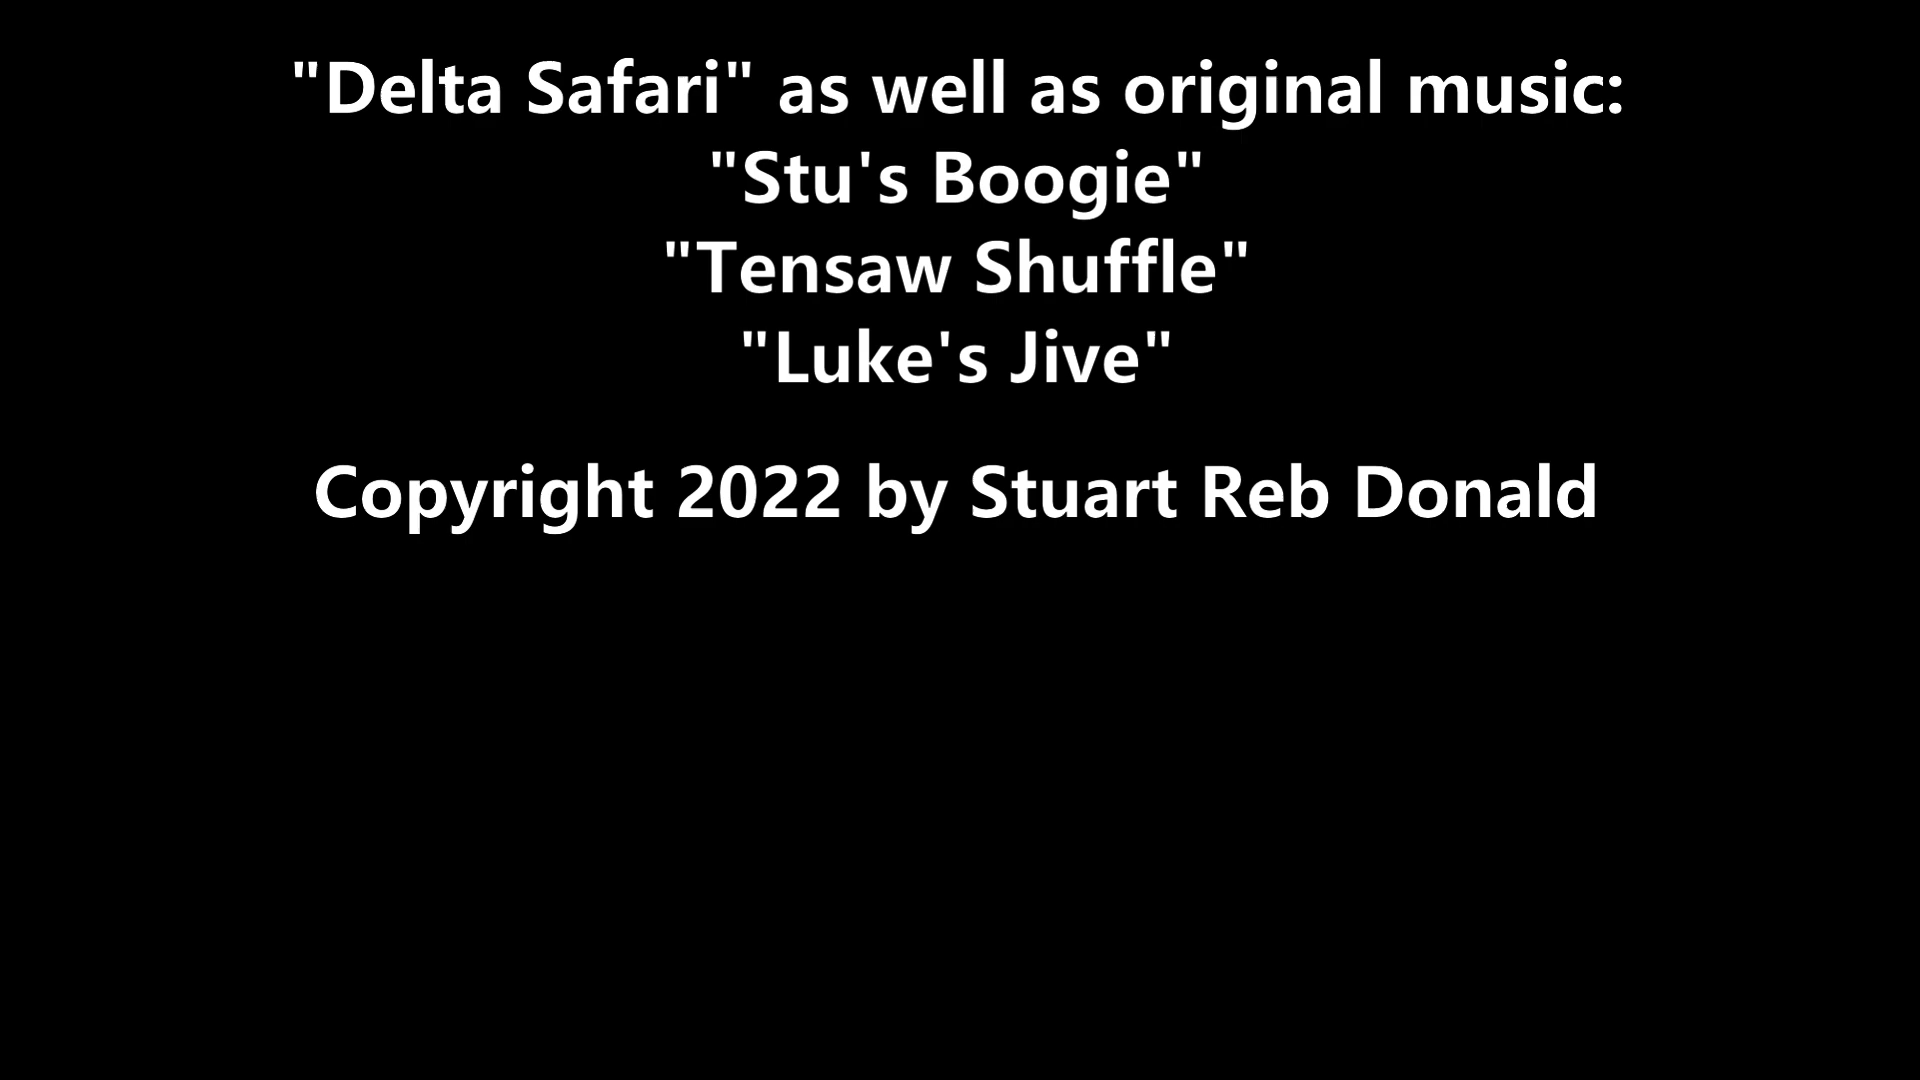 "Delta Safari" as well as original music:
"Stu's Boogie"
"Tensaw Shuffle"
"Luke's Jive"
Copyright 2022 by Stuart Reb Donald